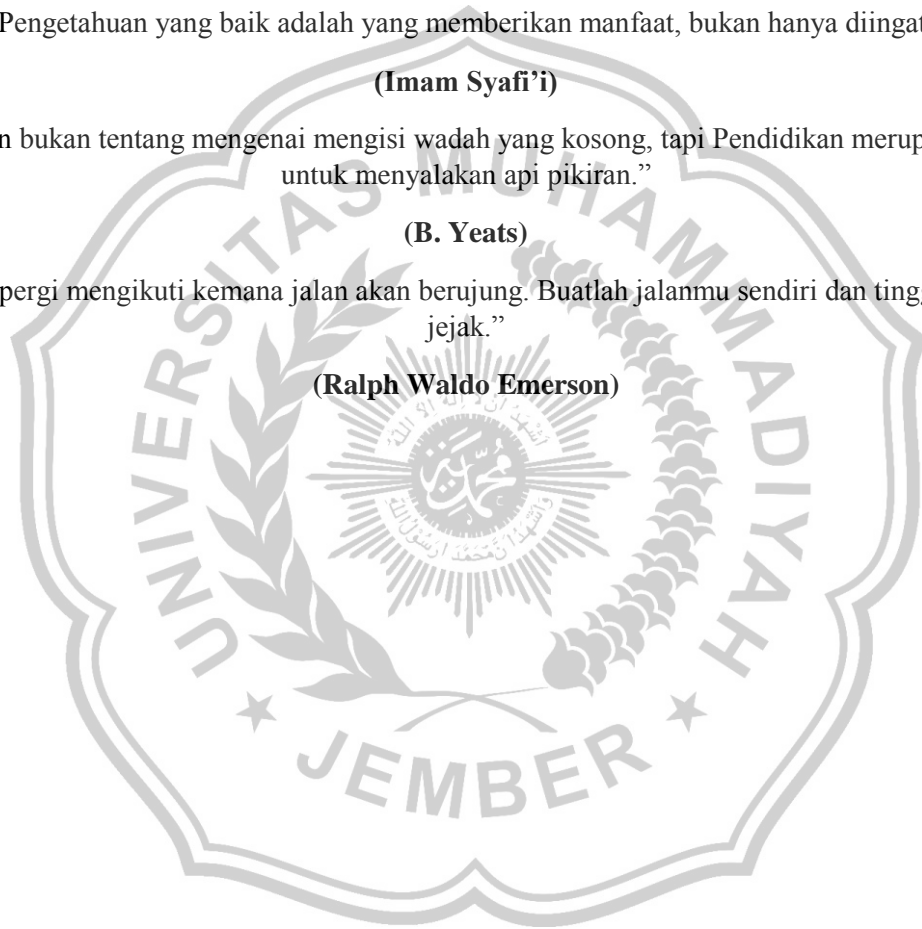 Pengetahuan yang baik adalah yang memberikan manfaat, bukan hanya diingat
(Imam Syafi’i)
n bukan tentang mengenai mengisi wadah yang kosong, tapi Pendidikan merup
untuk menyalakan api pikiran.”
(B. Yeats)
pergi mengikuti kemana jalan akan berujung. Buatlah jalanmu sendiri dan ting
jejak.”
(Ralph Waldo Emerson)
UNIVERSITAS MUHAMMADIYAH
JEMBER